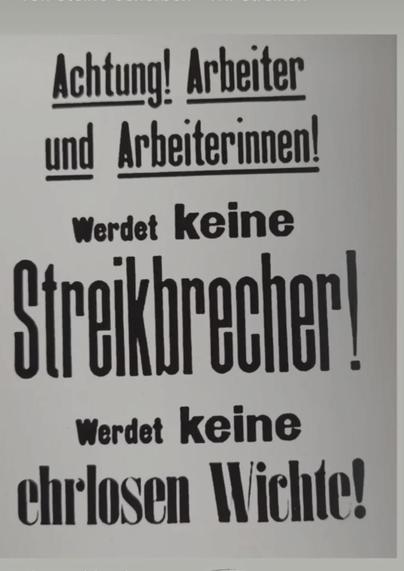 Achtung! Arbeiter
und Arbeiterinnen!
Werdet keine
Streikbrecher!
Werdet keine
ehrlosen Wichte!